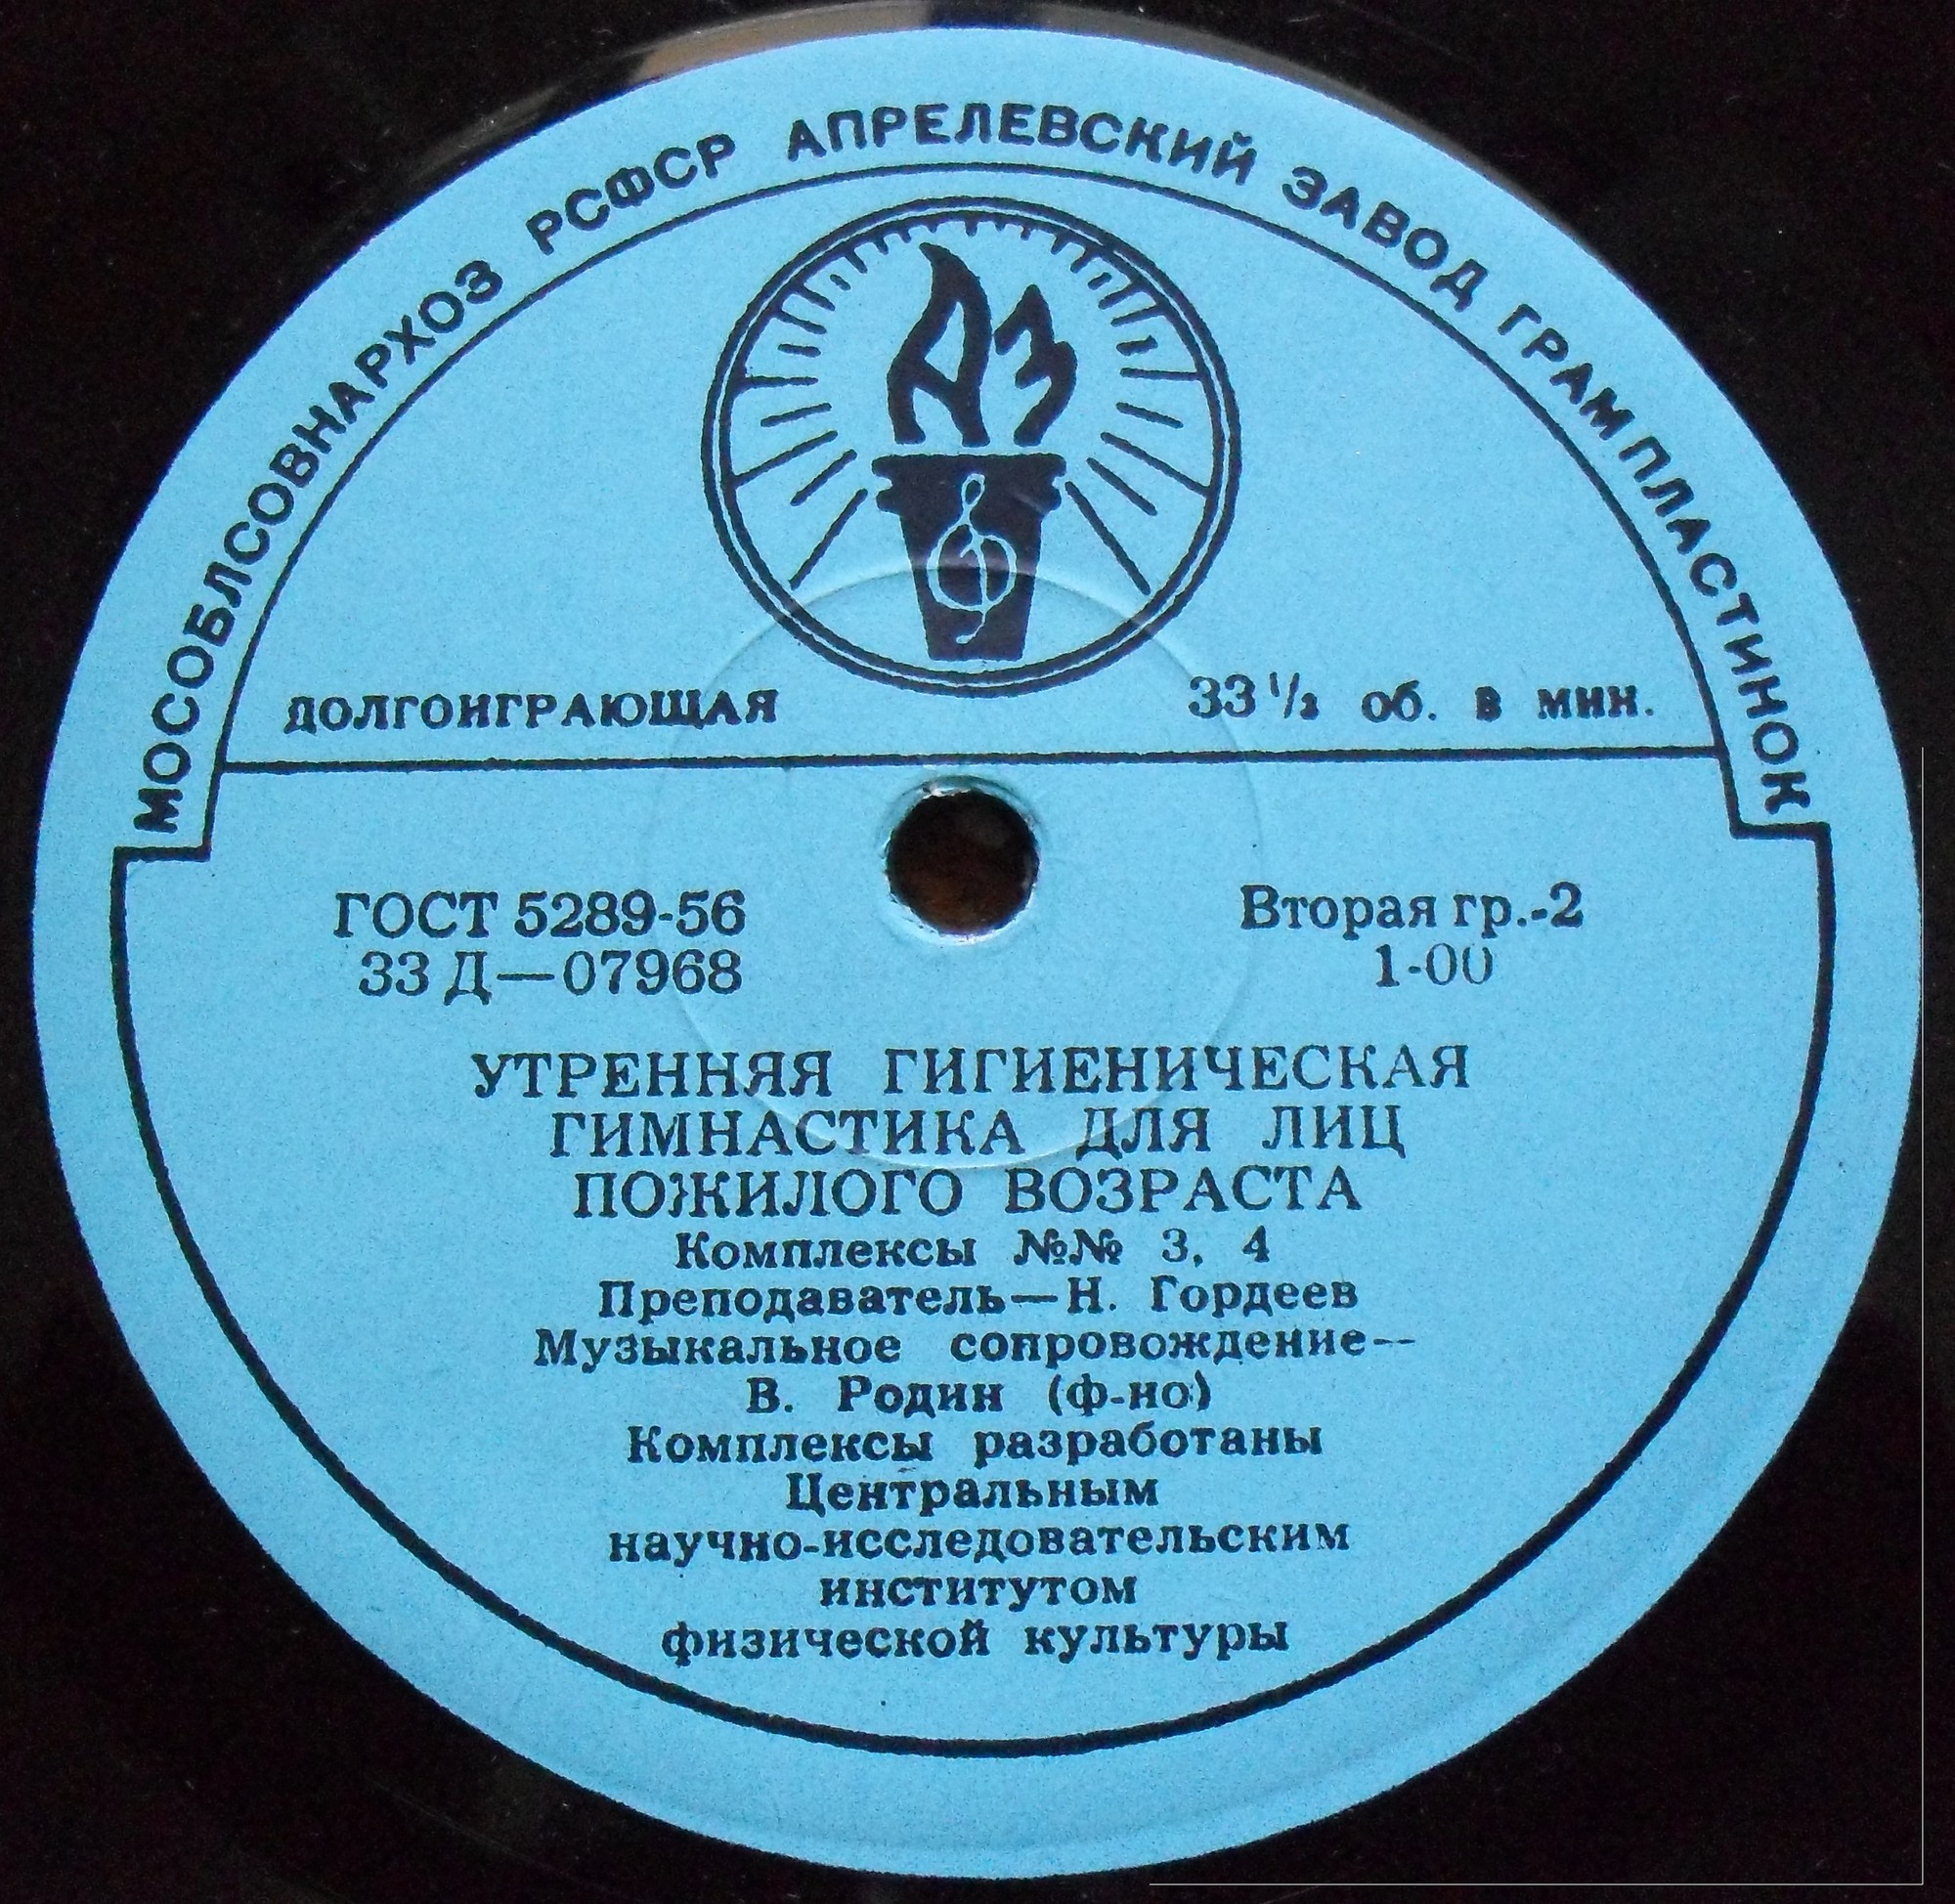 МОСОБЛСОВНАРХОЗ РСФСР АПРЕЛЕВСКИЙ ЗАВОД ГРАМПЛАСТИНОК
АЗ
ДОЛГОИГРАЮЩАЯ 33 1/3 об. в мин.
ГОСТ 5289-56 Вторая гр.-2
33 Д—07968 1-00
УТРЕННЯЯ ГИГИЕНИЧЕСКАЯ
ГИМНАСТИКА ДЛЯ ЛИЦ
ПОЖИЛОГО ВОЗРАСТА
Комплексы №№ 3, 4
Преподаватель—Н. Гордеев
Музыкальное сопровождение—
В. Родин (ф-но)
Комплексы разработаны
Центральным
научно-исследовательским
институтом
физической культуры